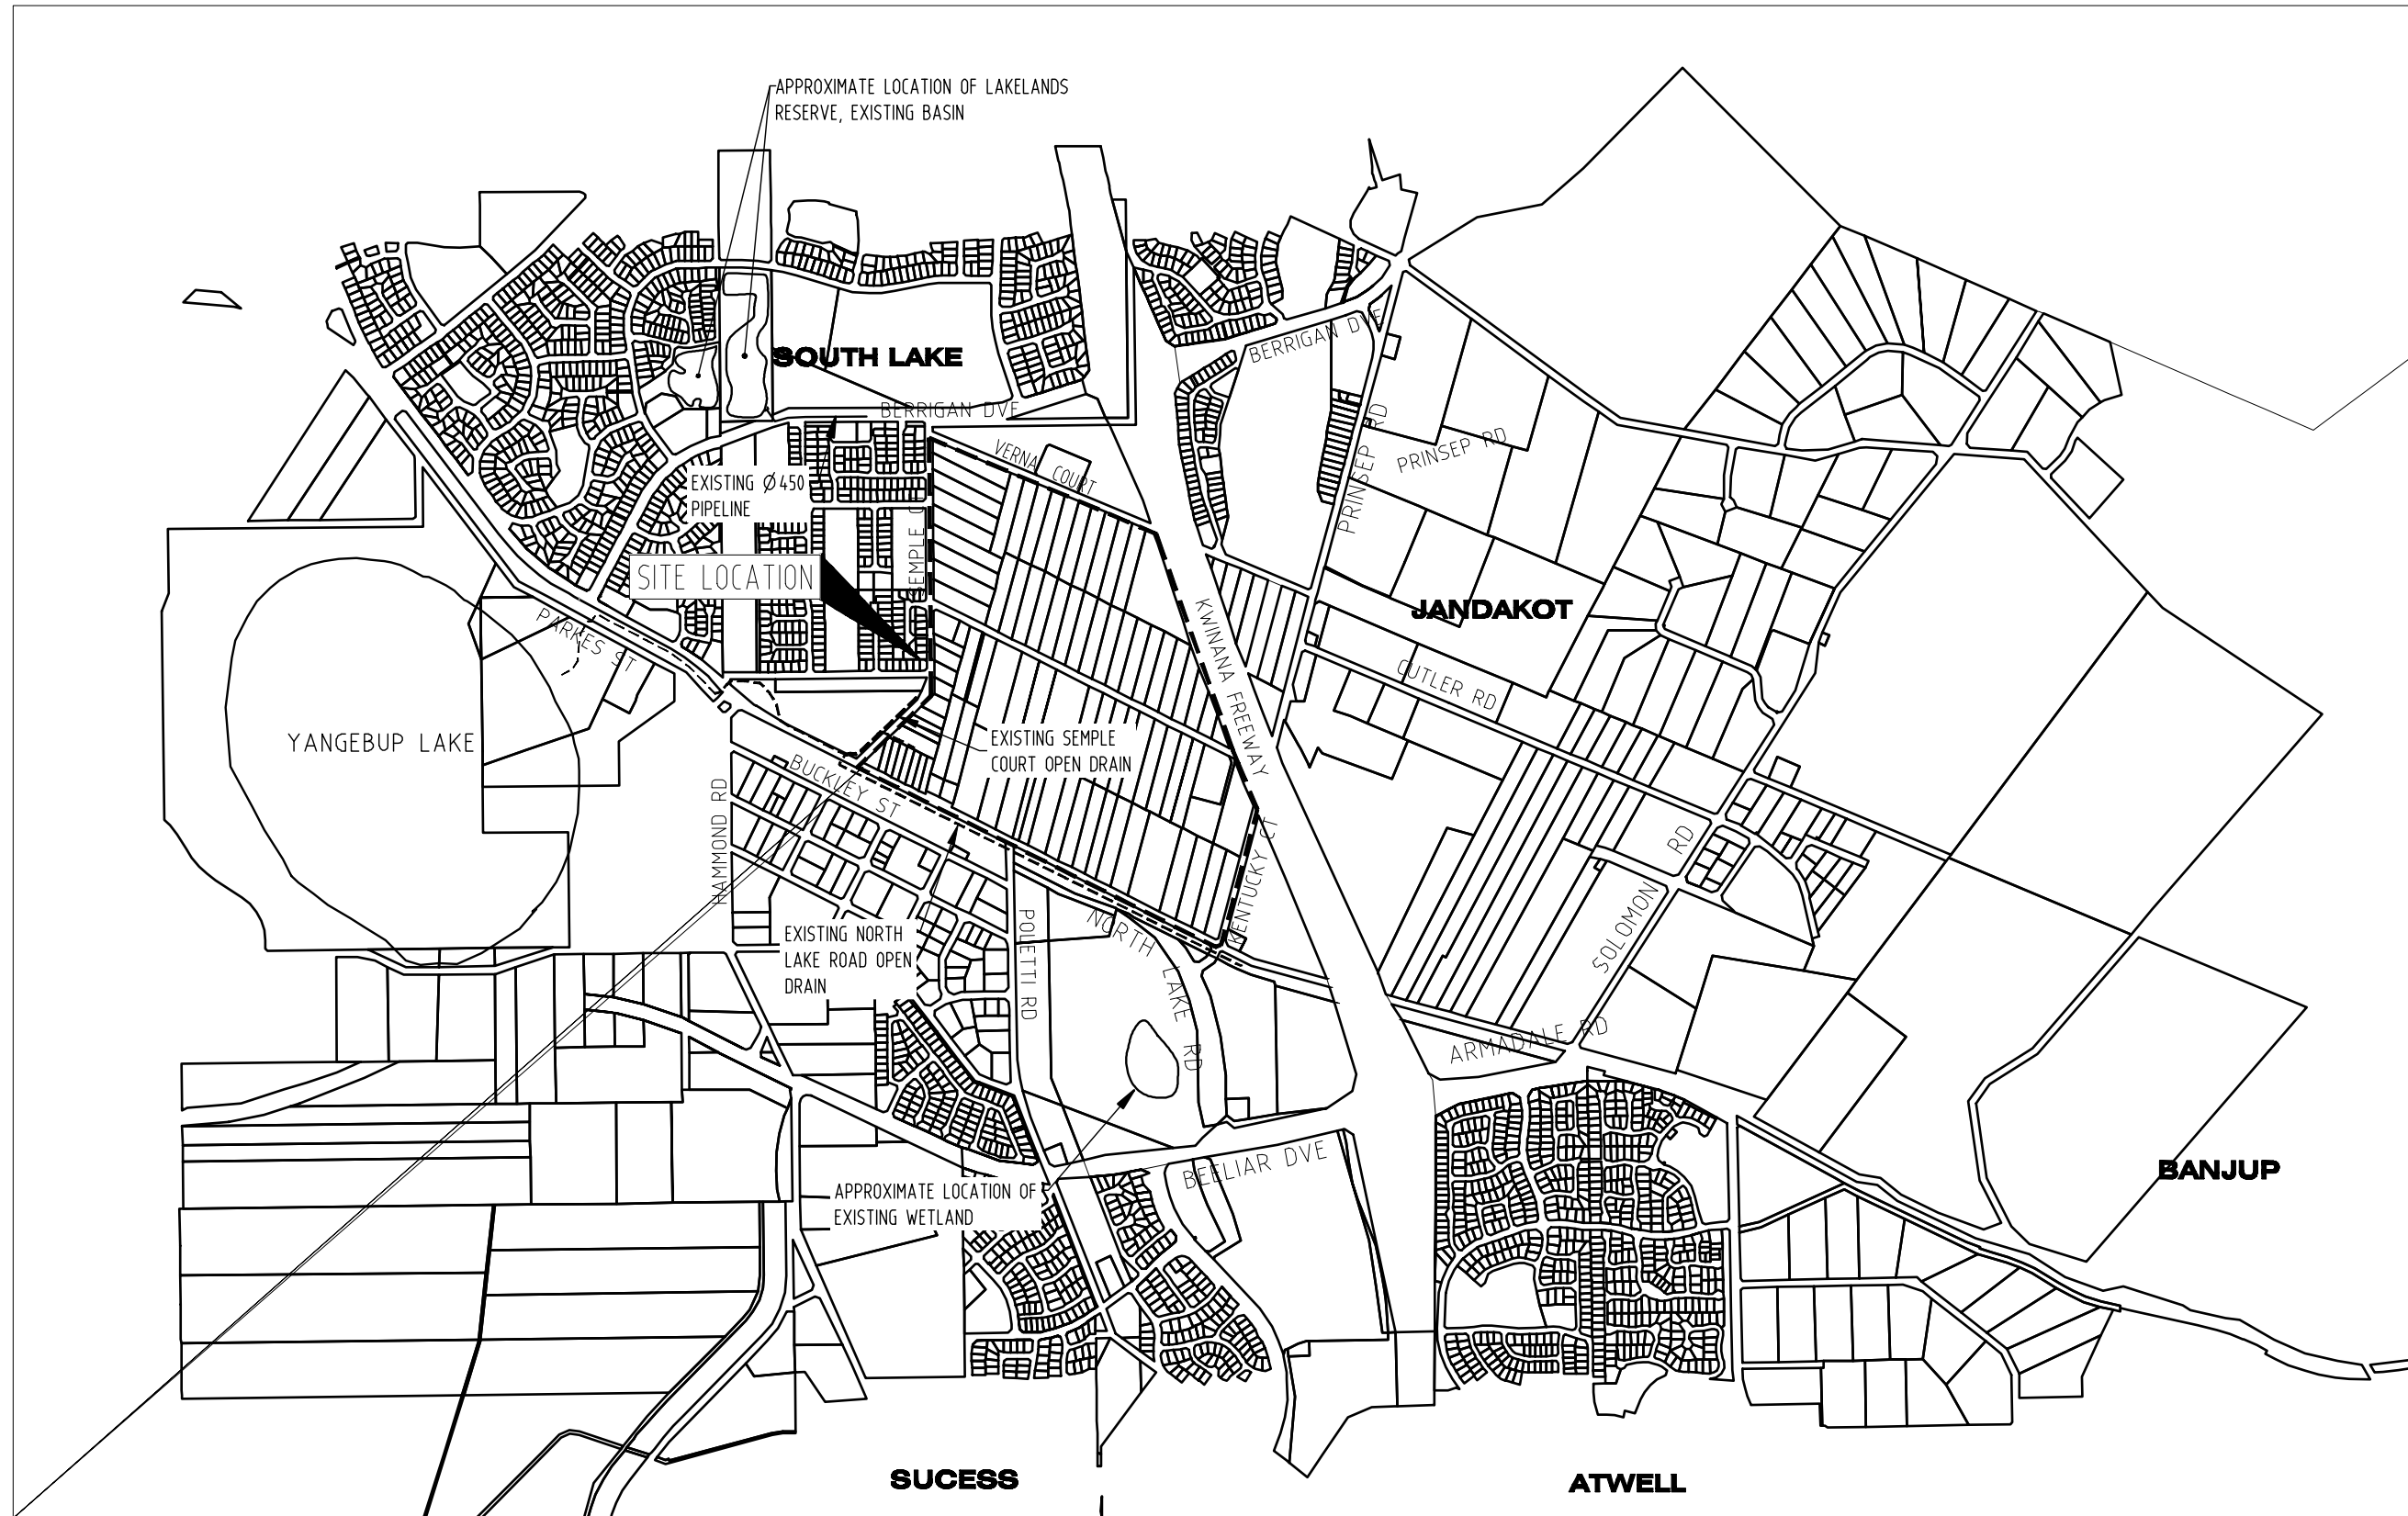 APPROXIMATE LOCATION OF LAKELANDS
RESERVE, EXISTING BASIN
BERRIGAN DVE
SOUTH LAKE
BERRIGAN DVE
VERNA COURT
PRINSEP RD
PRINSEP RD
EXISTING Ø450
PIPELINE
SEMPLE CT
SITE LOCATION
PARKES ST
KWINANA FREEWAY
JANDAKOT
CUTLER RD
YANGEBUP LAKE
EXISTING SEMPLE
COURT OPEN DRAIN
BUCKLEY ST
HAMMOND RD
KENTUCKY CT
SOLOMON RD
EXISTING NORTH
LAKE ROAD OPEN
DRAIN
POLETTI RD
NORTH LAKE RD
ARMADALE RD
BEELIAR DVE
BANJUP
APPROXIMATE LOCATION OF
EXISTING WETLAND
SUCESS
ATWELL